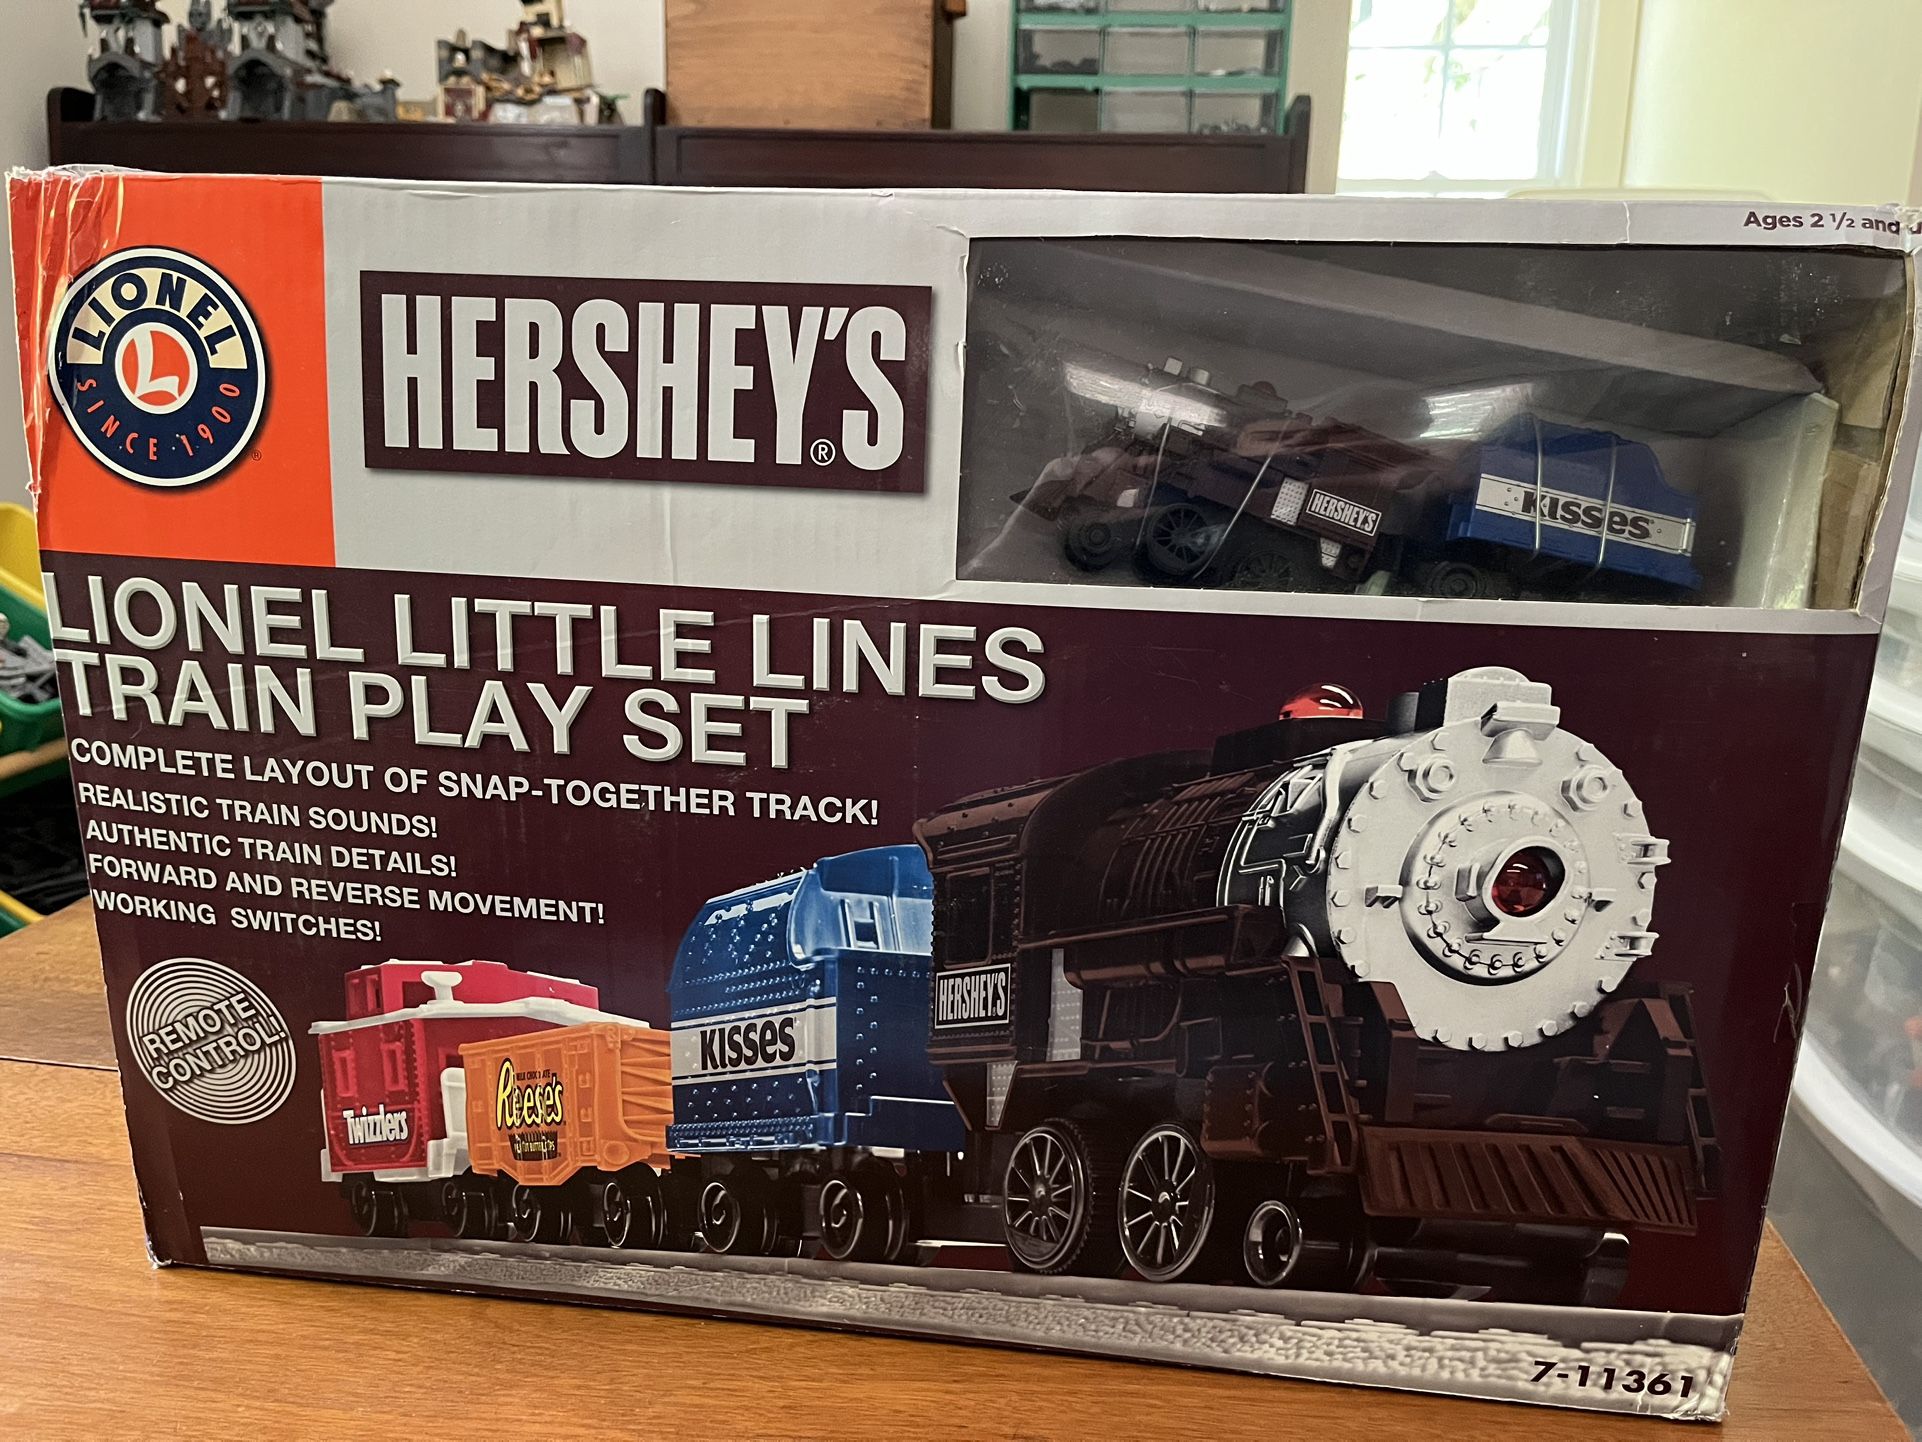 Ages 2 ½ and u
LIONEL
L
SINCE · 1900
®
HERSHEY'S®
HERSHEY'S
KISSES
LIONEL LITTLE LINES
TRAIN PLAY SET
COMPLETE LAYOUT OF SNAP-TOGETHER TRACK!
REALISTIC TRAIN SOUNDS!
AUTHENTIC TRAIN DETAILS!
FORWARD AND REVERSE MOVEMENT!
WORKING SWITCHES!
REMOTE
CONTROL!
Twizzlers
MILK CHOCOLATE
Reese's
KISSES
HERSHEY'S
7-11361